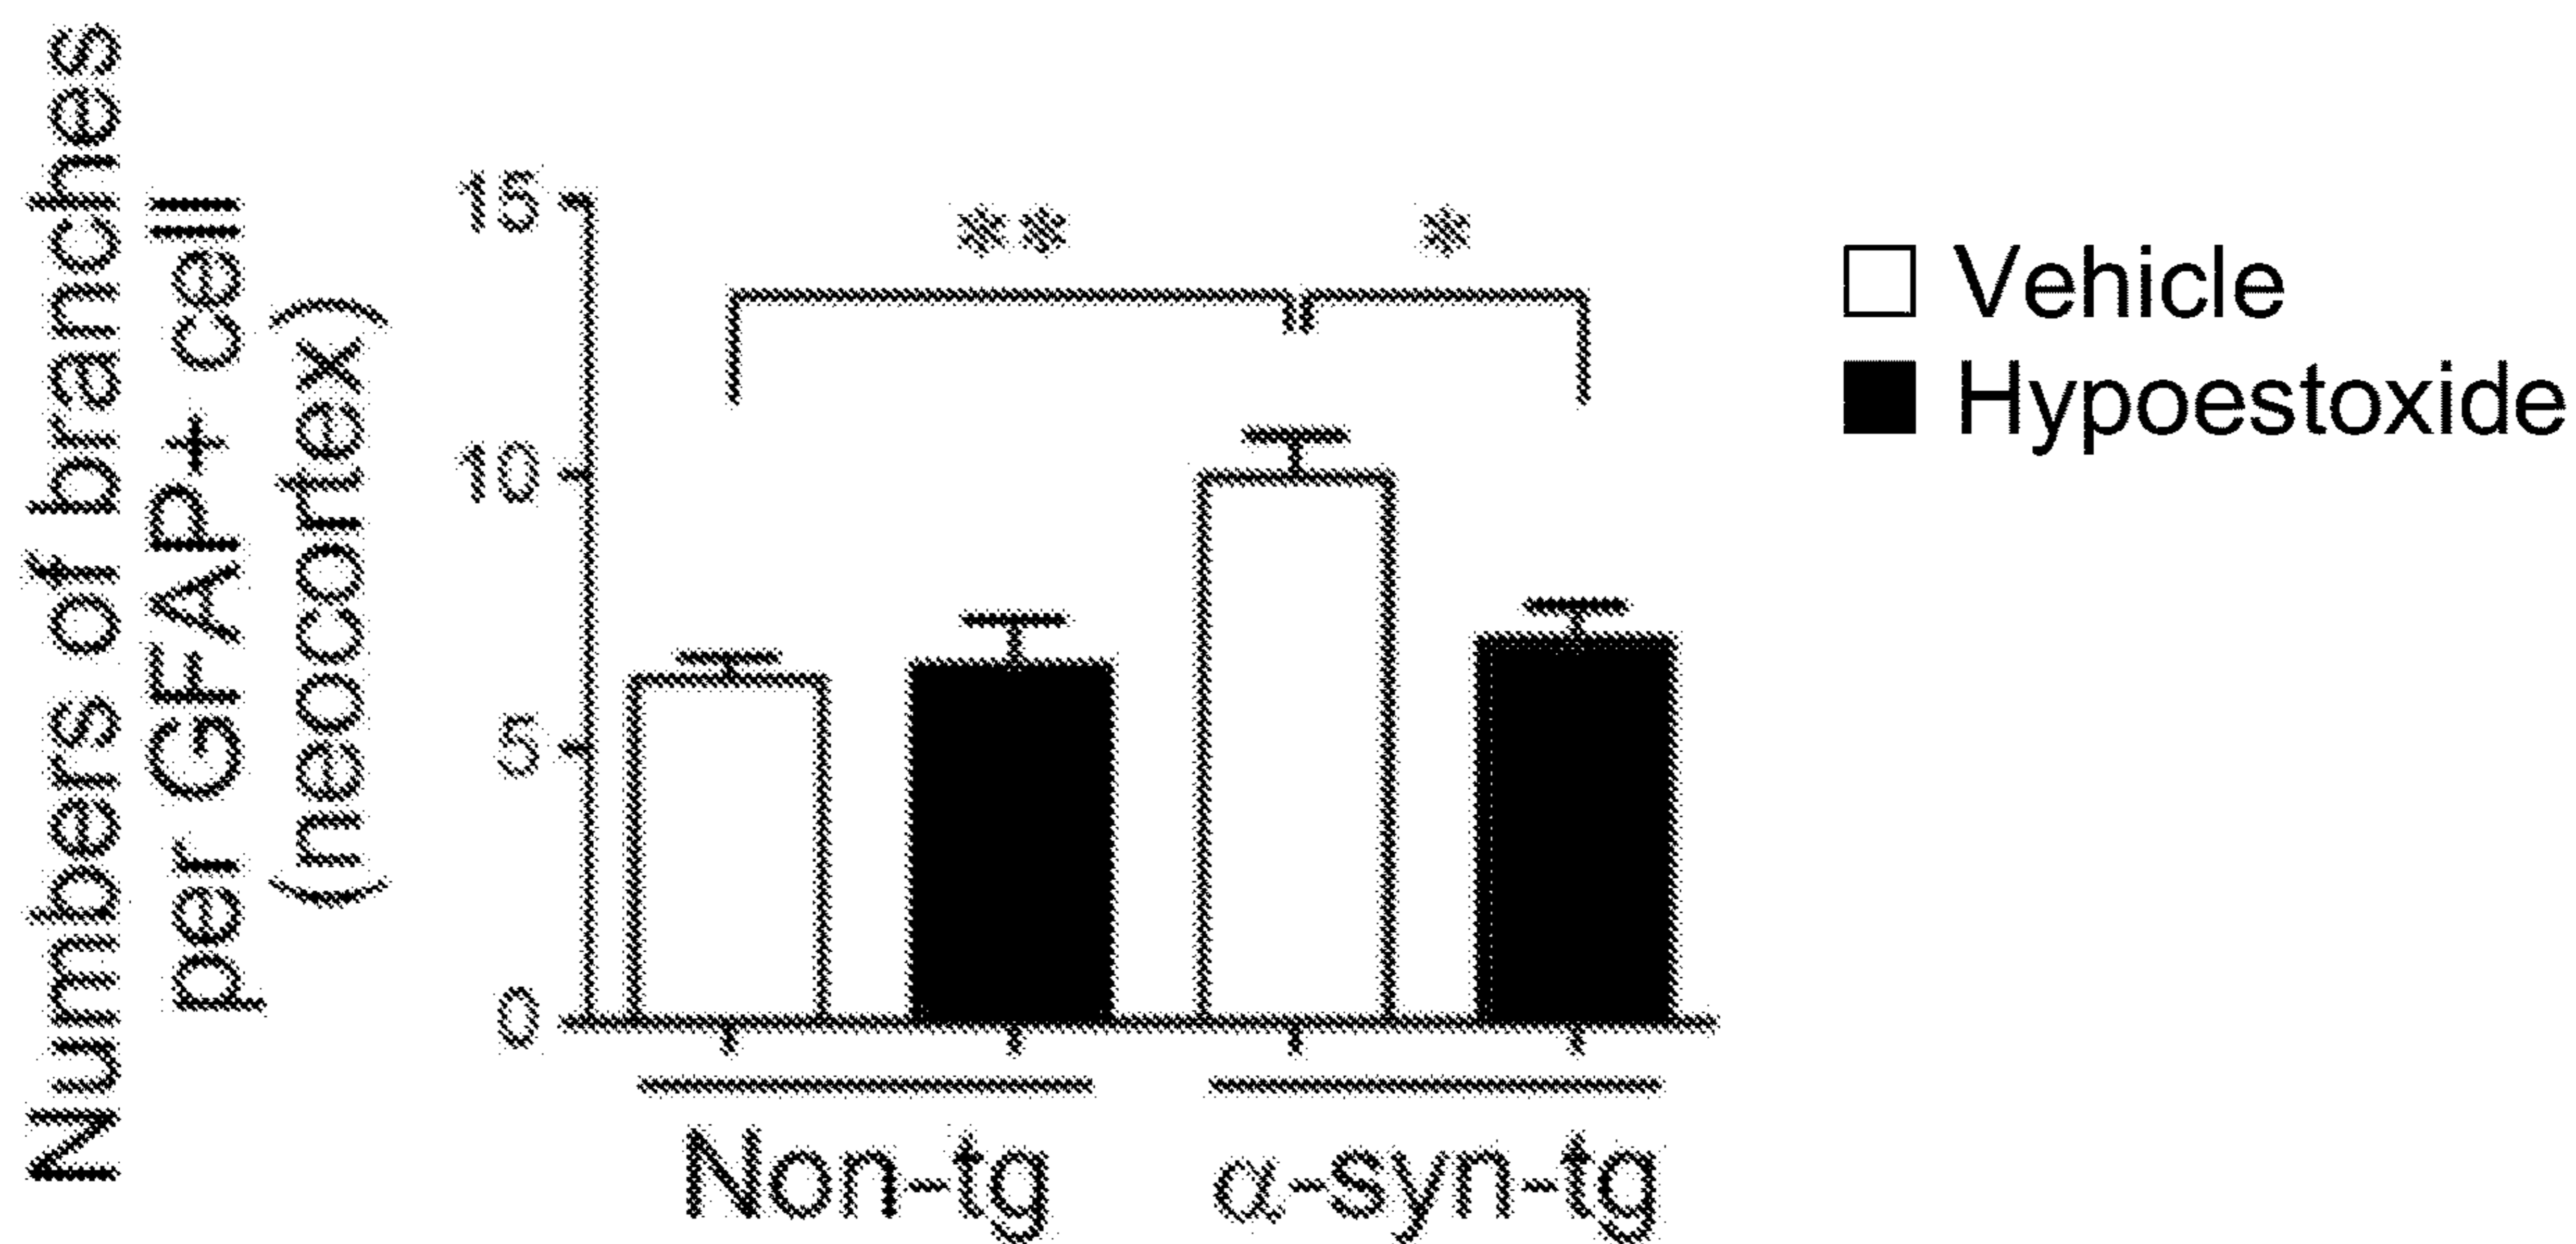 Numbers of branches
per GFAP+ cell
(neocortex)
15
10
5
0
** *
Vehicle
Hypoestoxide
Non-tg α-syn-tg